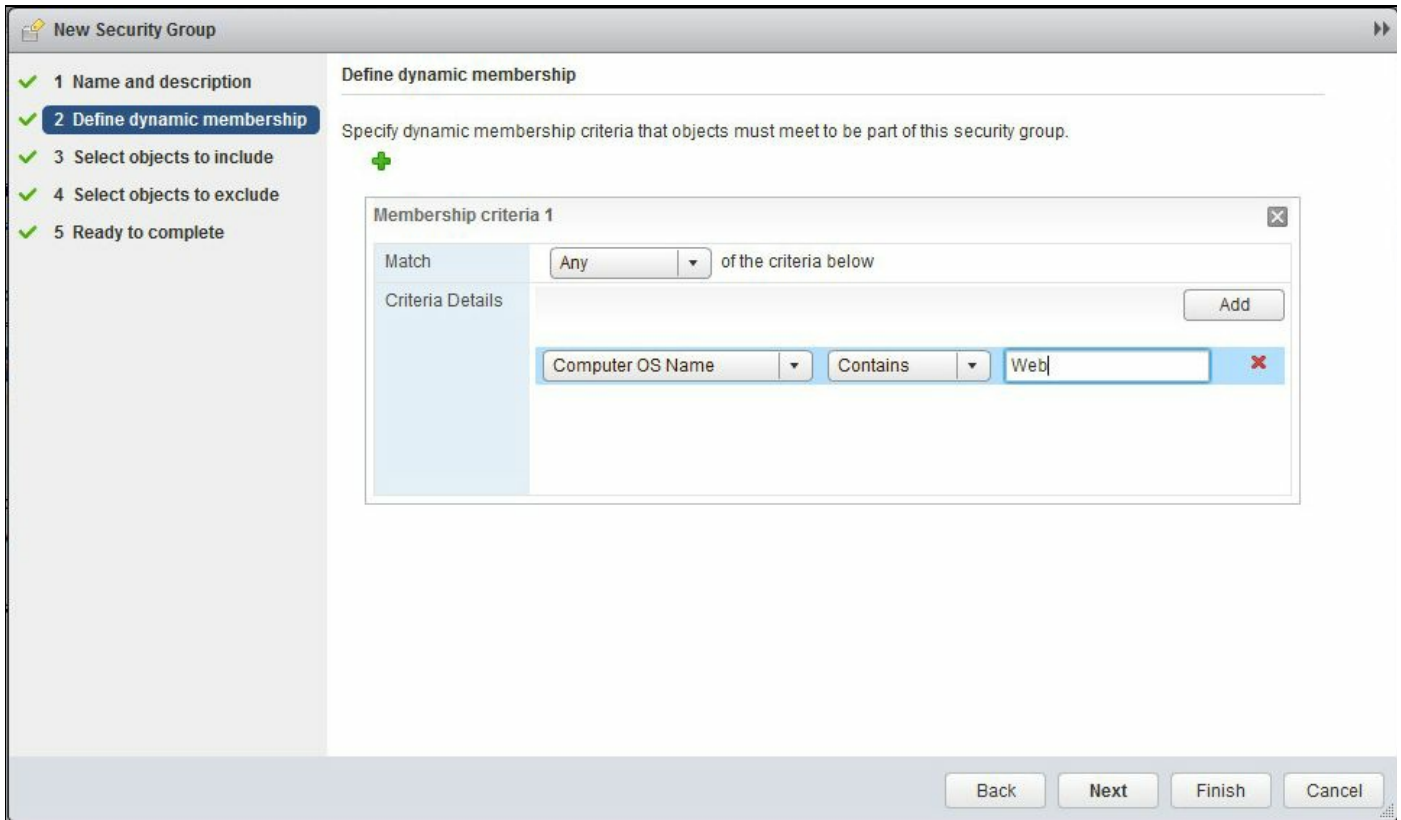 New Security Group
1 Name and description
2 Define dynamic membership
3 Select objects to include
4 Select objects to exclude
5 Ready to complete
Define dynamic membership
Specify dynamic membership criteria that objects must meet to be part of this security group.
Membership criteria 1
Match Any of the criteria below
Criteria Details Add
Computer OS Name Contains Web
Back Next Finish Cancel